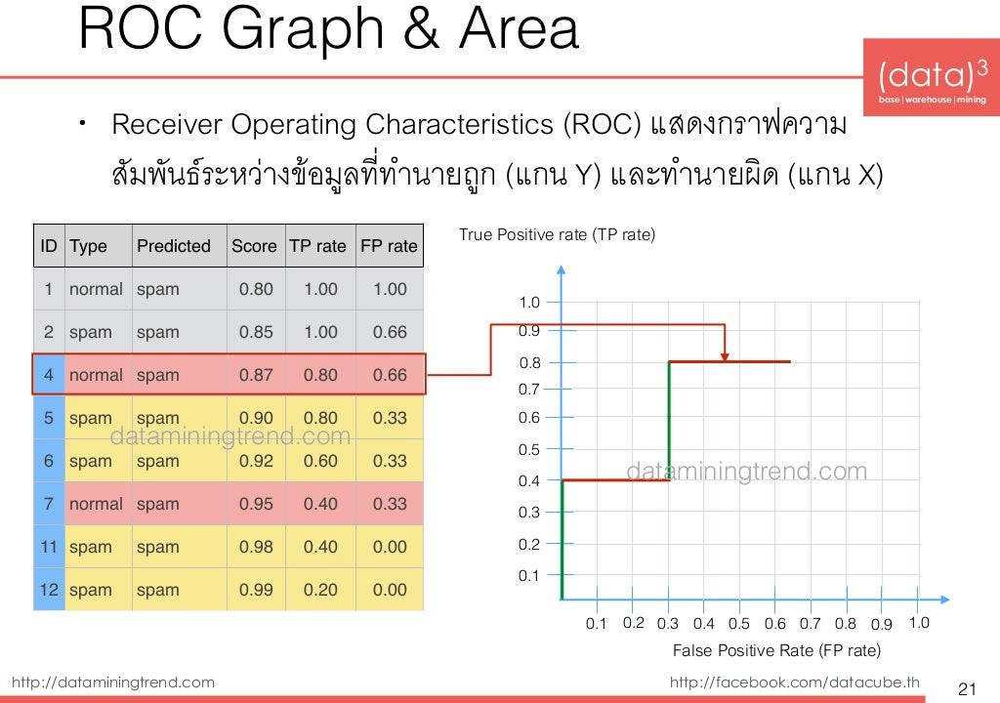 ROC Graph & Area
(data)3
base|warehouse|mining
• Receiver Operating Characteristics (ROC) แสดงกราฟความ
สัมพันธ์ระหว่างข้อมูลที่ทำนายถูก (แกน Y) และทำนายผิด (แกน X)
ID Type Predicted Score TP rate FP rate
1 normal spam 0.80 1.00 1.00
2 spam spam 0.85 1.00 0.66
4 normal spam 0.87 0.80 0.66
5 spam spam 0.90 0.80 0.33
6 spam spam 0.92 0.60 0.33
7 normal spam 0.95 0.40 0.33
11 spam spam 0.98 0.40 0.00
12 spam spam 0.99 0.20 0.00
dataminingtrend.com
True Positive rate (TP rate)
1.0
0.9
0.8
0.7
0.6
0.5
0.4
0.3
0.2
0.1
dataminingtrend.com
0.1 0.2 0.3 0.4 0.5 0.6 0.7 0.8 0.9 1.0
False Positive Rate (FP rate)
http://dataminingtrend.com
http://facebook.com/datacube.th
21